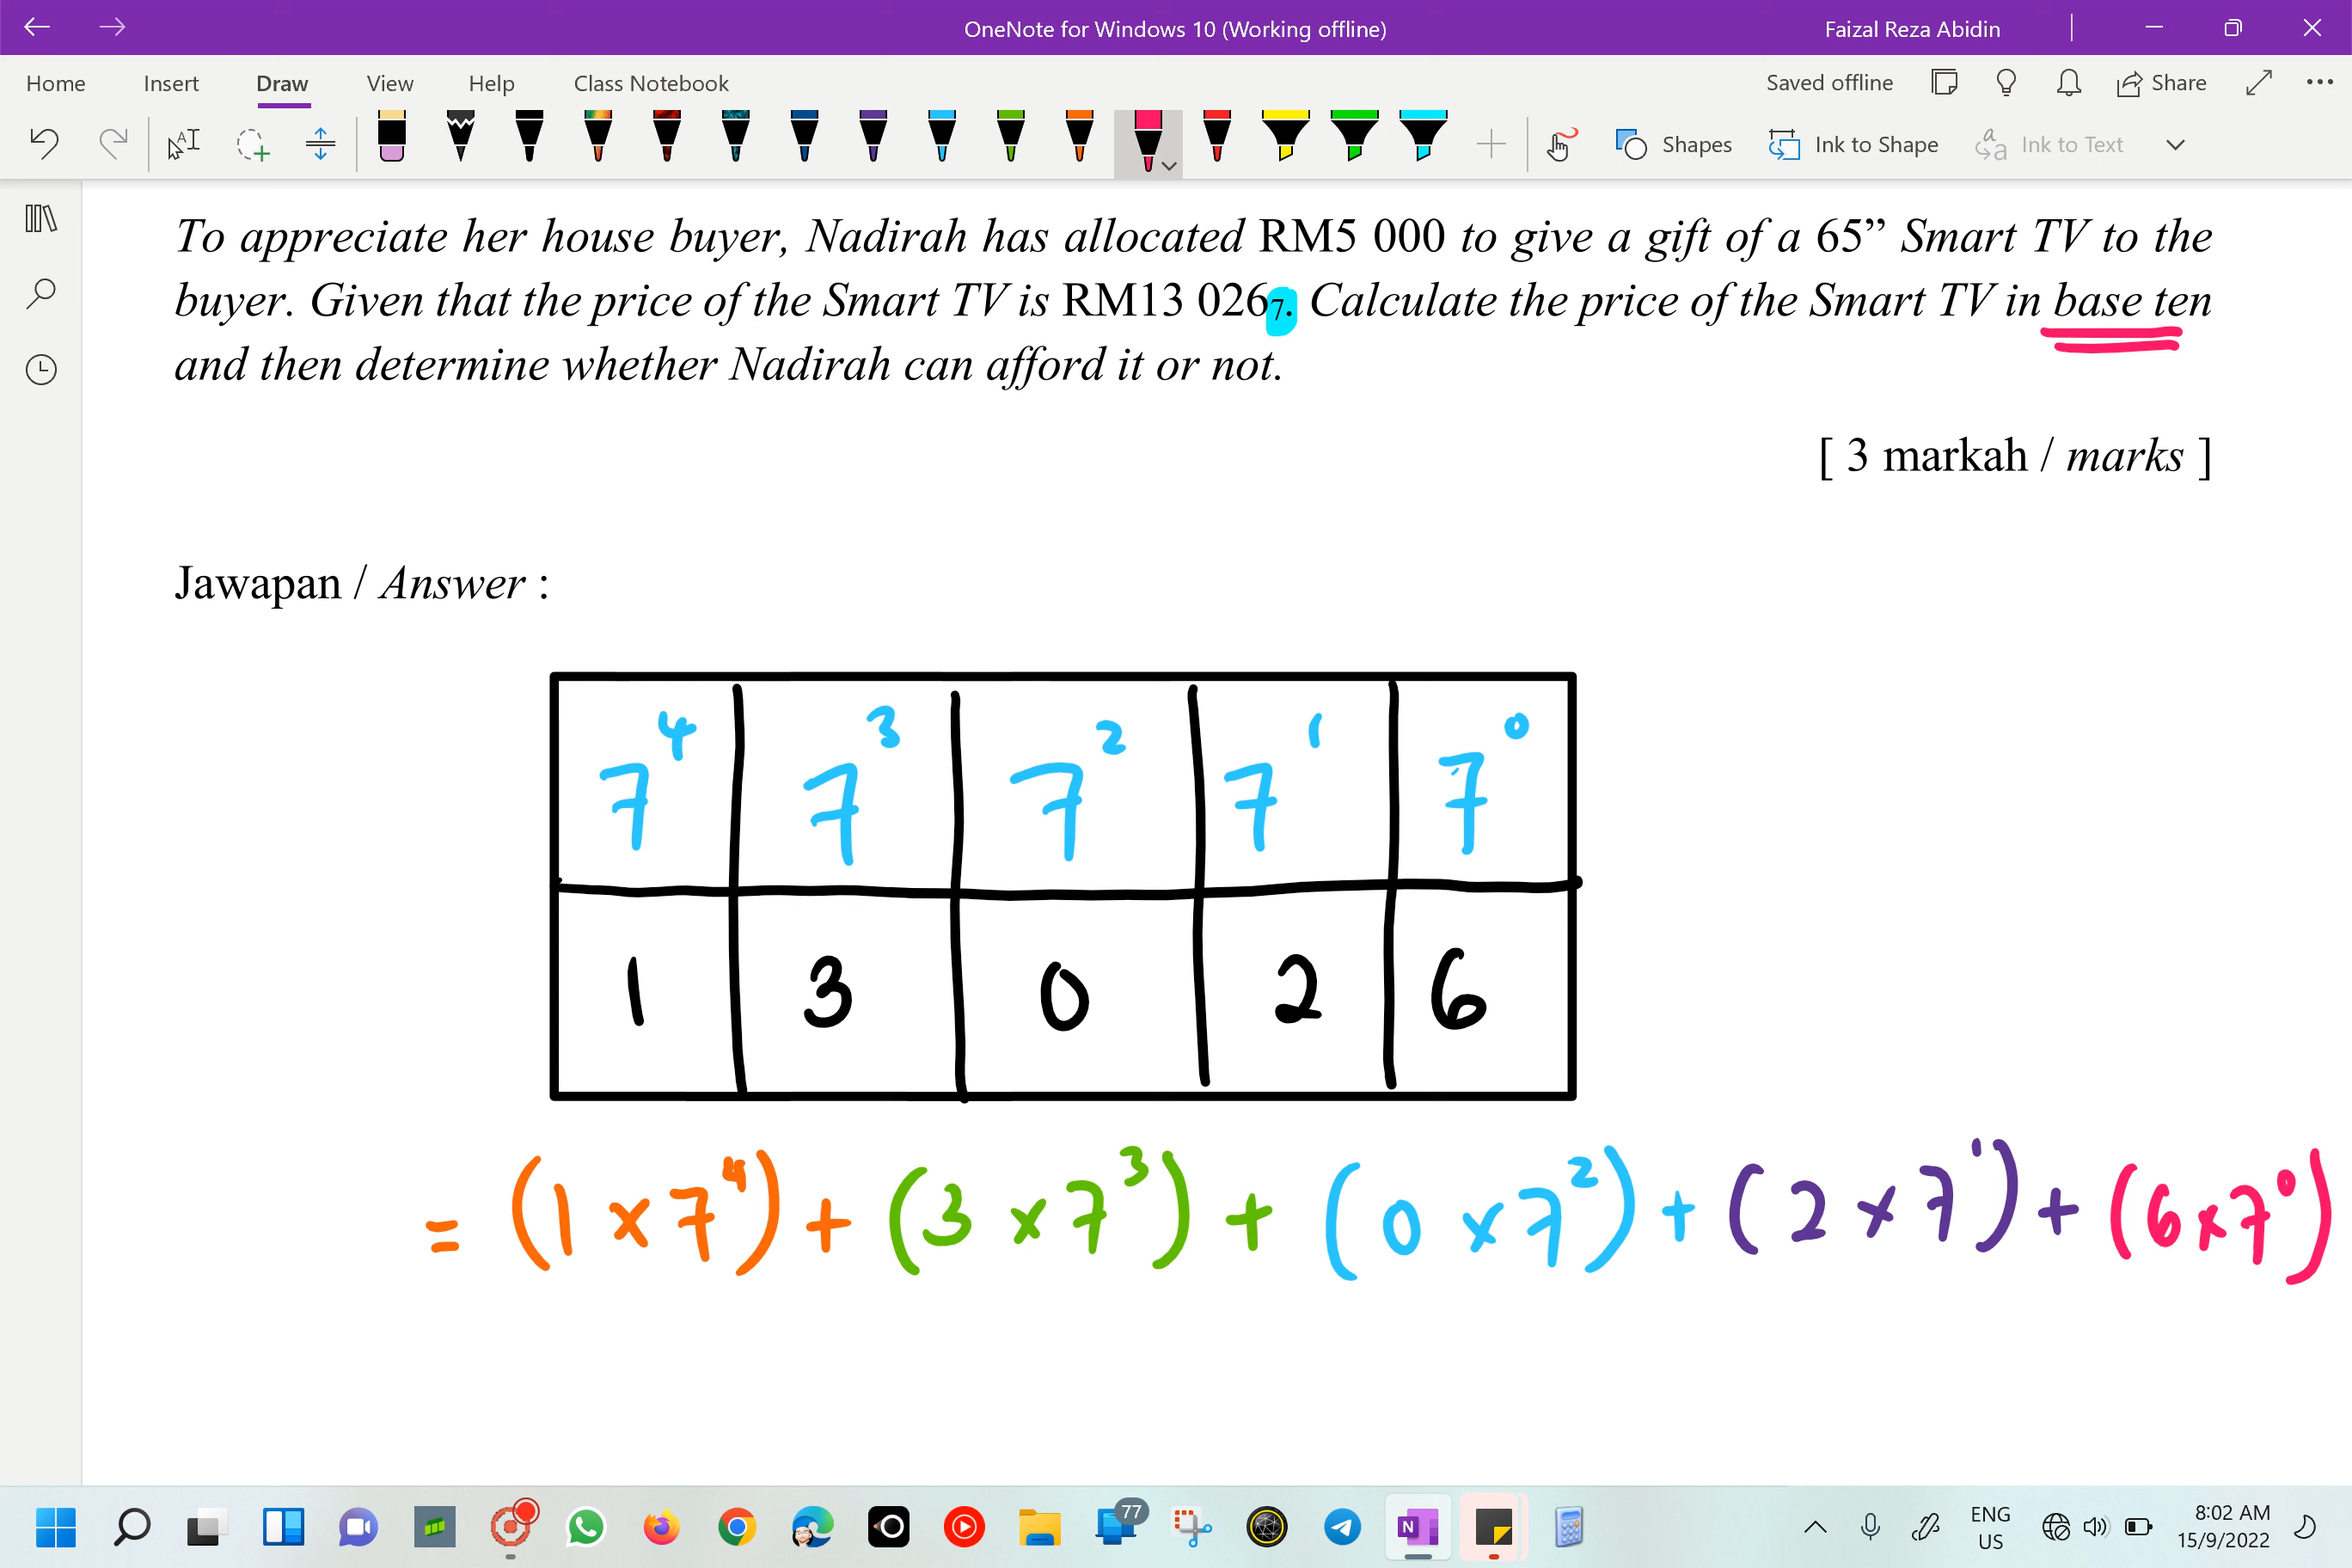 OneNote for Windows 10 (Working offline)
Faizal Reza Abidin
Home Insert Draw View Help Class Notebook
Saved offline
Share
Shapes
Ink to Shape
Ink to Text
To appreciate her house buyer, Nadirah has allocated RM5 000 to give a gift of a 65” Smart TV to the
buyer. Given that the price of the Smart TV is RM13 026₇. Calculate the price of the Smart TV in base ten
and then determine whether Nadirah can afford it or not.
[ 3 markah / marks ]
Jawapan / Answer :
7⁴ 7³ 7² 7¹ 7⁰
1 3 0 2 6
= (1 × 7⁴) + (3 × 7³) + (0 × 7²) + (2 × 7¹) + (6 × 7⁰)
77
N
ENG
US
8:02 AM
15/9/2022